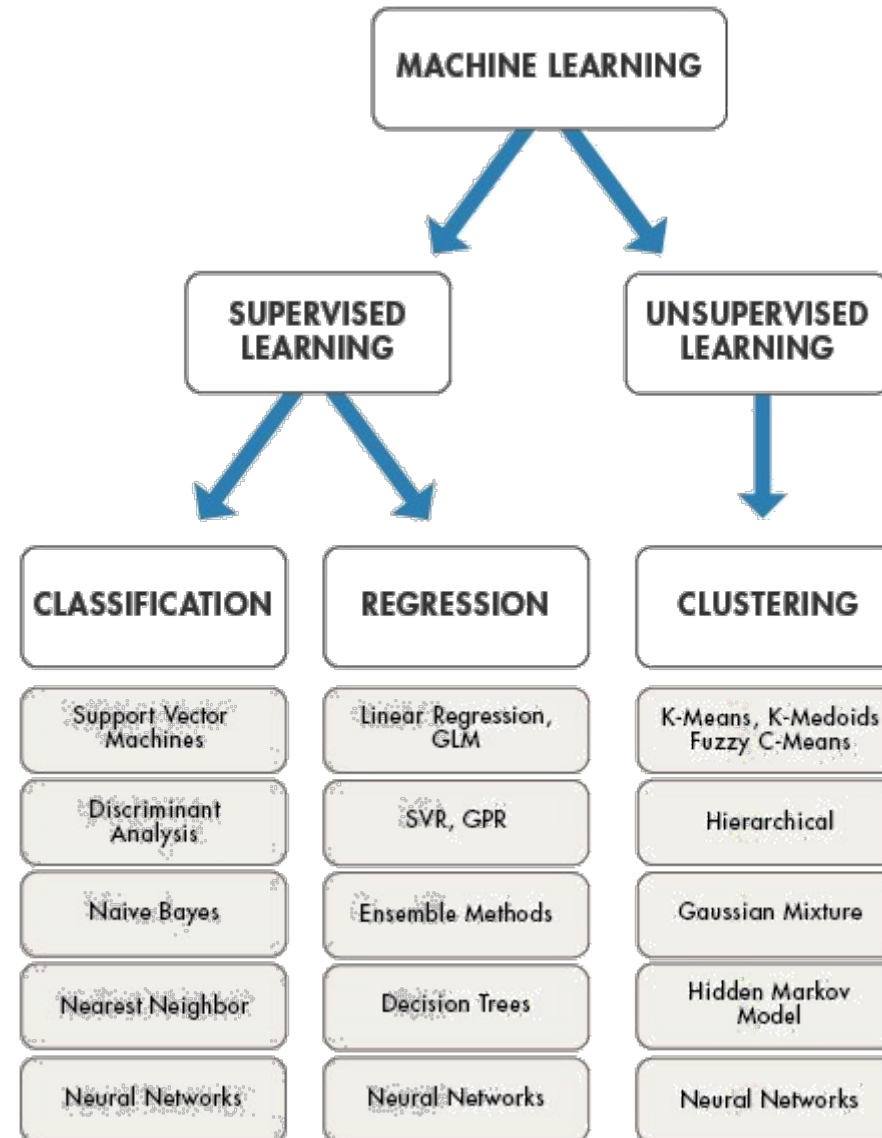 MACHINE LEARNING
SUPERVISED
LEARNING
UNSUPERVISED
LEARNING
CLASSIFICATION
REGRESSION
CLUSTERING
Support Vector
Machines
Linear Regression,
GLM
K-Means, K-Medoids
Fuzzy C-Means
Discriminant
Analysis
SVR, GPR
Hierarchical
Naive Bayes
Ensemble Methods
Gaussian Mixture
Nearest Neighbor
Decision Trees
Hidden Markov
Model
Neural Networks
Neural Networks
Neural Networks